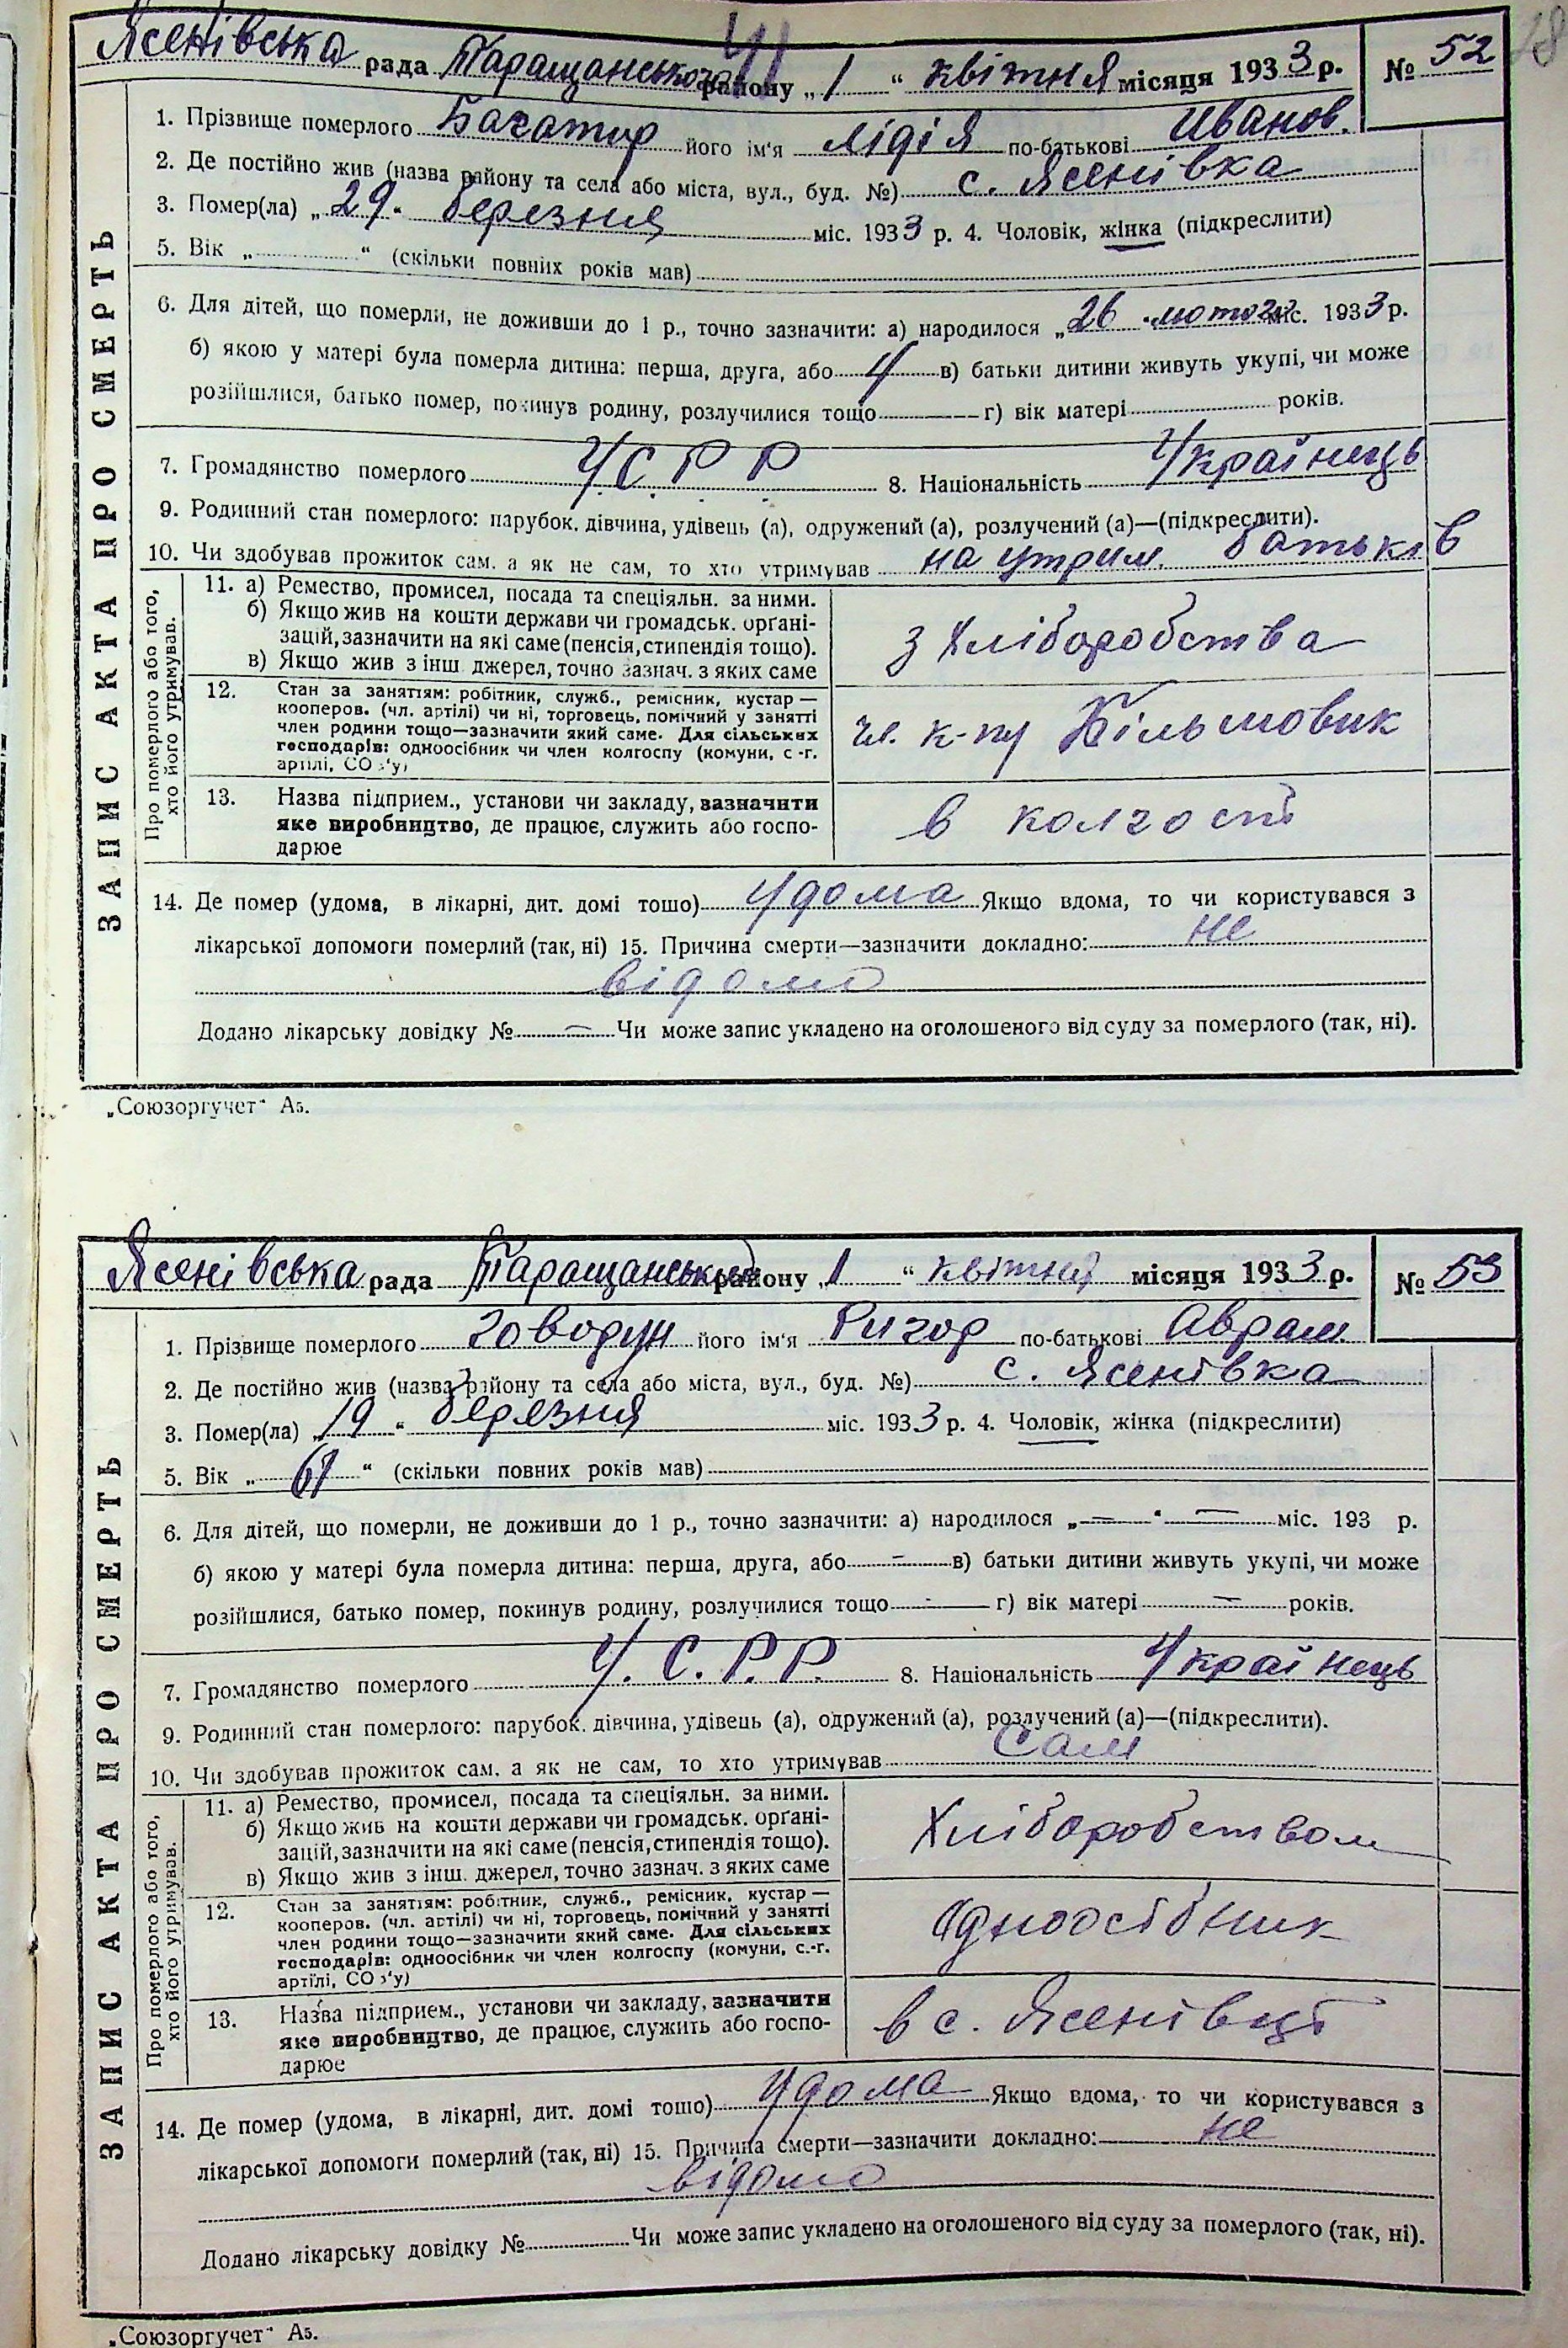 Ясенівська рада Таращанського району „1“ квітня місяця 1933 р. № 52
28
ЗАПИС АКТА ПРО СМЕРТЬ
1. Прізвище померлого Багатир його ім'я Лідія по-батькові Иванов.
2. Де постійно жив (назва району та села або міста, вул., буд. №) с. Ясенівка
3. Помер(ла) „29“ березня міс. 1933 р. 4. Чоловік, жінка (підкреслити)
5. Вік „ “ (скільки повних років мав)
6. Для дітей, що померли, не доживши до 1 р., точно зазначити: а) народилося „26“ лютого міс. 1933 р.
б) якою у матері була померла дитина: перша, друга, або 4 в) батьки дитини живуть укупі, чи може
розійшлися, батько помер, покинув родину, розлучилися тощо — г) вік матері років.
7. Громадянство померлого У.С.Р.Р 8. Національність Українець
9. Родинний стан померлого: парубок, дівчина, удівець (а), одружений (а), розлучений (а)—(підкреслити).
10. Чи здобував прожиток сам, а як не сам, то хто утримував на утрим. батьків
Про померлого або того, хто його утримував.
11. а) Ремество, промисел, посада та спеціяльн. за ними.
б) Якщо жив на кошти держави чи громадськ. орґані-
зацій, зазначити на які саме (пенсія, стипендія тощо).
в) Якщо жив з інш. джерел, точно зазнач. з яких саме
з Хліборобства
12. Стан за заняттям: робітник, служб., ремісник, кустар —
кооперов. (чл. артілі) чи ні, торговець, помічний у занятті
член родини тощо—зазначити який саме. Для сільських
господарів: одноосібник чи член колгоспу (комуни, с.-г.
артілі, СОЗ'у)
чл. к-пу Більшовик
13. Назва підприєм., установи чи закладу, зазначити
яке виробництво, де працює, служить або госпо-
дарює
в колгоспі
14. Де помер (удома, в лікарні, дит. домі тощо) Удома Якщо вдома, то чи користувався з
лікарської допомоги померлий (так, ні) 15. Причина смерти—зазначити докладно: не
відомо
Додано лікарську довідку № — Чи може запис укладено на оголошеного від суду за померлого (так, ні).
„Союзоргучет“ А5.
Ясенівська рада Таращанський району „1“ квітня місяця 1933 р. № 53
ЗАПИС АКТА ПРО СМЕРТЬ
1. Прізвище померлого Говодун його ім'я Ригор по-батькові Аврам.
2. Де постійно жив (назва району та села або міста, вул., буд. №) с. Ясенівка
3. Помер(ла) „19“ березня міс. 1933 р. 4. Чоловік, жінка (підкреслити)
5. Вік „61“ (скільки повних років мав)
6. Для дітей, що померли, не доживши до 1 р., точно зазначити: а) народилося „—“ — міс. 193 р.
б) якою у матері була померла дитина: перша, друга, або — в) батьки дитини живуть укупі, чи може
розійшлися, батько помер, покинув родину, розлучилися тощо — г) вік матері — років.
7. Громадянство померлого У.С.Р.Р. 8. Національність Українець
9. Родинний стан померлого: парубок, дівчина, удівець (а), одружений (а), розлучений (а)—(підкреслити).
10. Чи здобував прожиток сам, а як не сам, то хто утримував Сам
Про померлого або того, хто його утримував.
11. а) Ремество, промисел, посада та спеціяльн. за ними.
б) Якщо жив на кошти держави чи громадськ. орґані-
зацій, зазначити на які саме (пенсія, стипендія тощо).
в) Якщо жив з інш. джерел, точно зазнач. з яких саме
Хліборобством
12. Стан за заняттям: робітник, служб., ремісник, кустар —
кооперов. (чл. артілі) чи ні, торговець, помічний у занятті
член родини тощо—зазначити який саме. Для сільських
господарів: одноосібник чи член колгоспу (комуни, с.-г.
артілі, СОЗ'у)
Одноосібник
13. Назва підприєм., установи чи закладу, зазначити
яке виробництво, де працює, служить або госпо-
дарює
в с. Ясенівці
14. Де помер (удома, в лікарні, дит. домі тощо) Удома Якщо вдома, то чи користувався з
лікарської допомоги померлий (так, ні) 15. Причина смерти—зазначити докладно: не
відомо
Додано лікарську довідку № Чи може запис укладено на оголошеного від суду за померлого (так, ні).
„Союзоргучет“ А5.